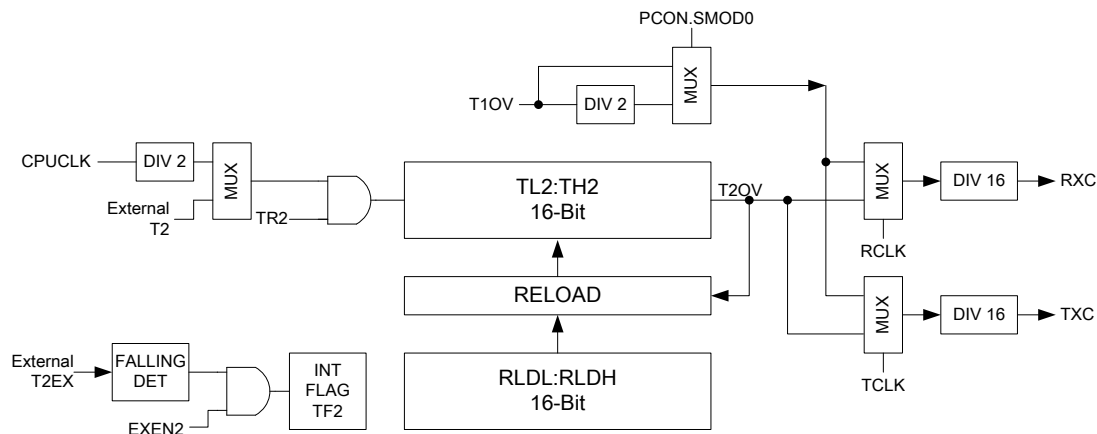 PCON.SMOD0
MUX
T1OV
DIV 2
CPUCLK
DIV 2
MUX
External
T2
TR2
TL2:TH2
16-Bit
T2OV
MUX
DIV 16
RXC
RCLK
RELOAD
MUX
DIV 16
TXC
TCLK
External
T2EX
FALLING
DET
EXEN2
INT
FLAG
TF2
RLDL:RLDH
16-Bit